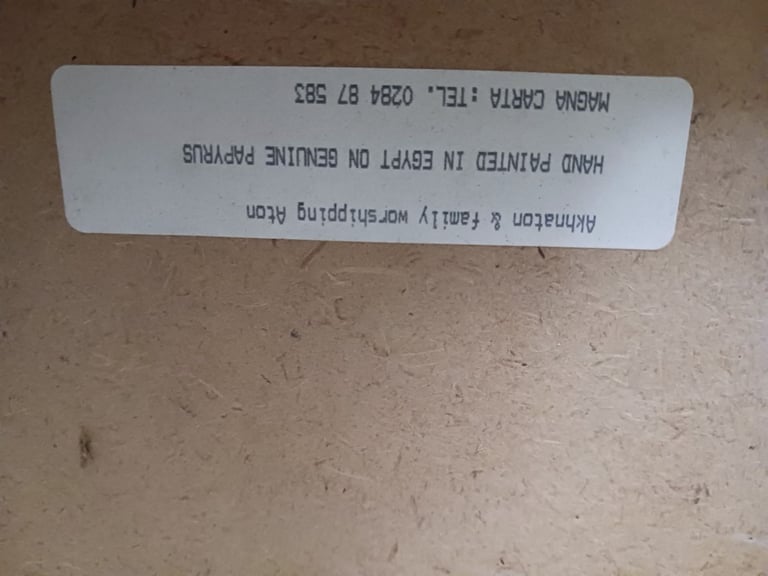 Akhnaton & family worshipping Aton
HAND PAINTED IN EGYPT ON GENUINE PAPYRUS
MAGNA CARTA :TEL. 0284 87 583